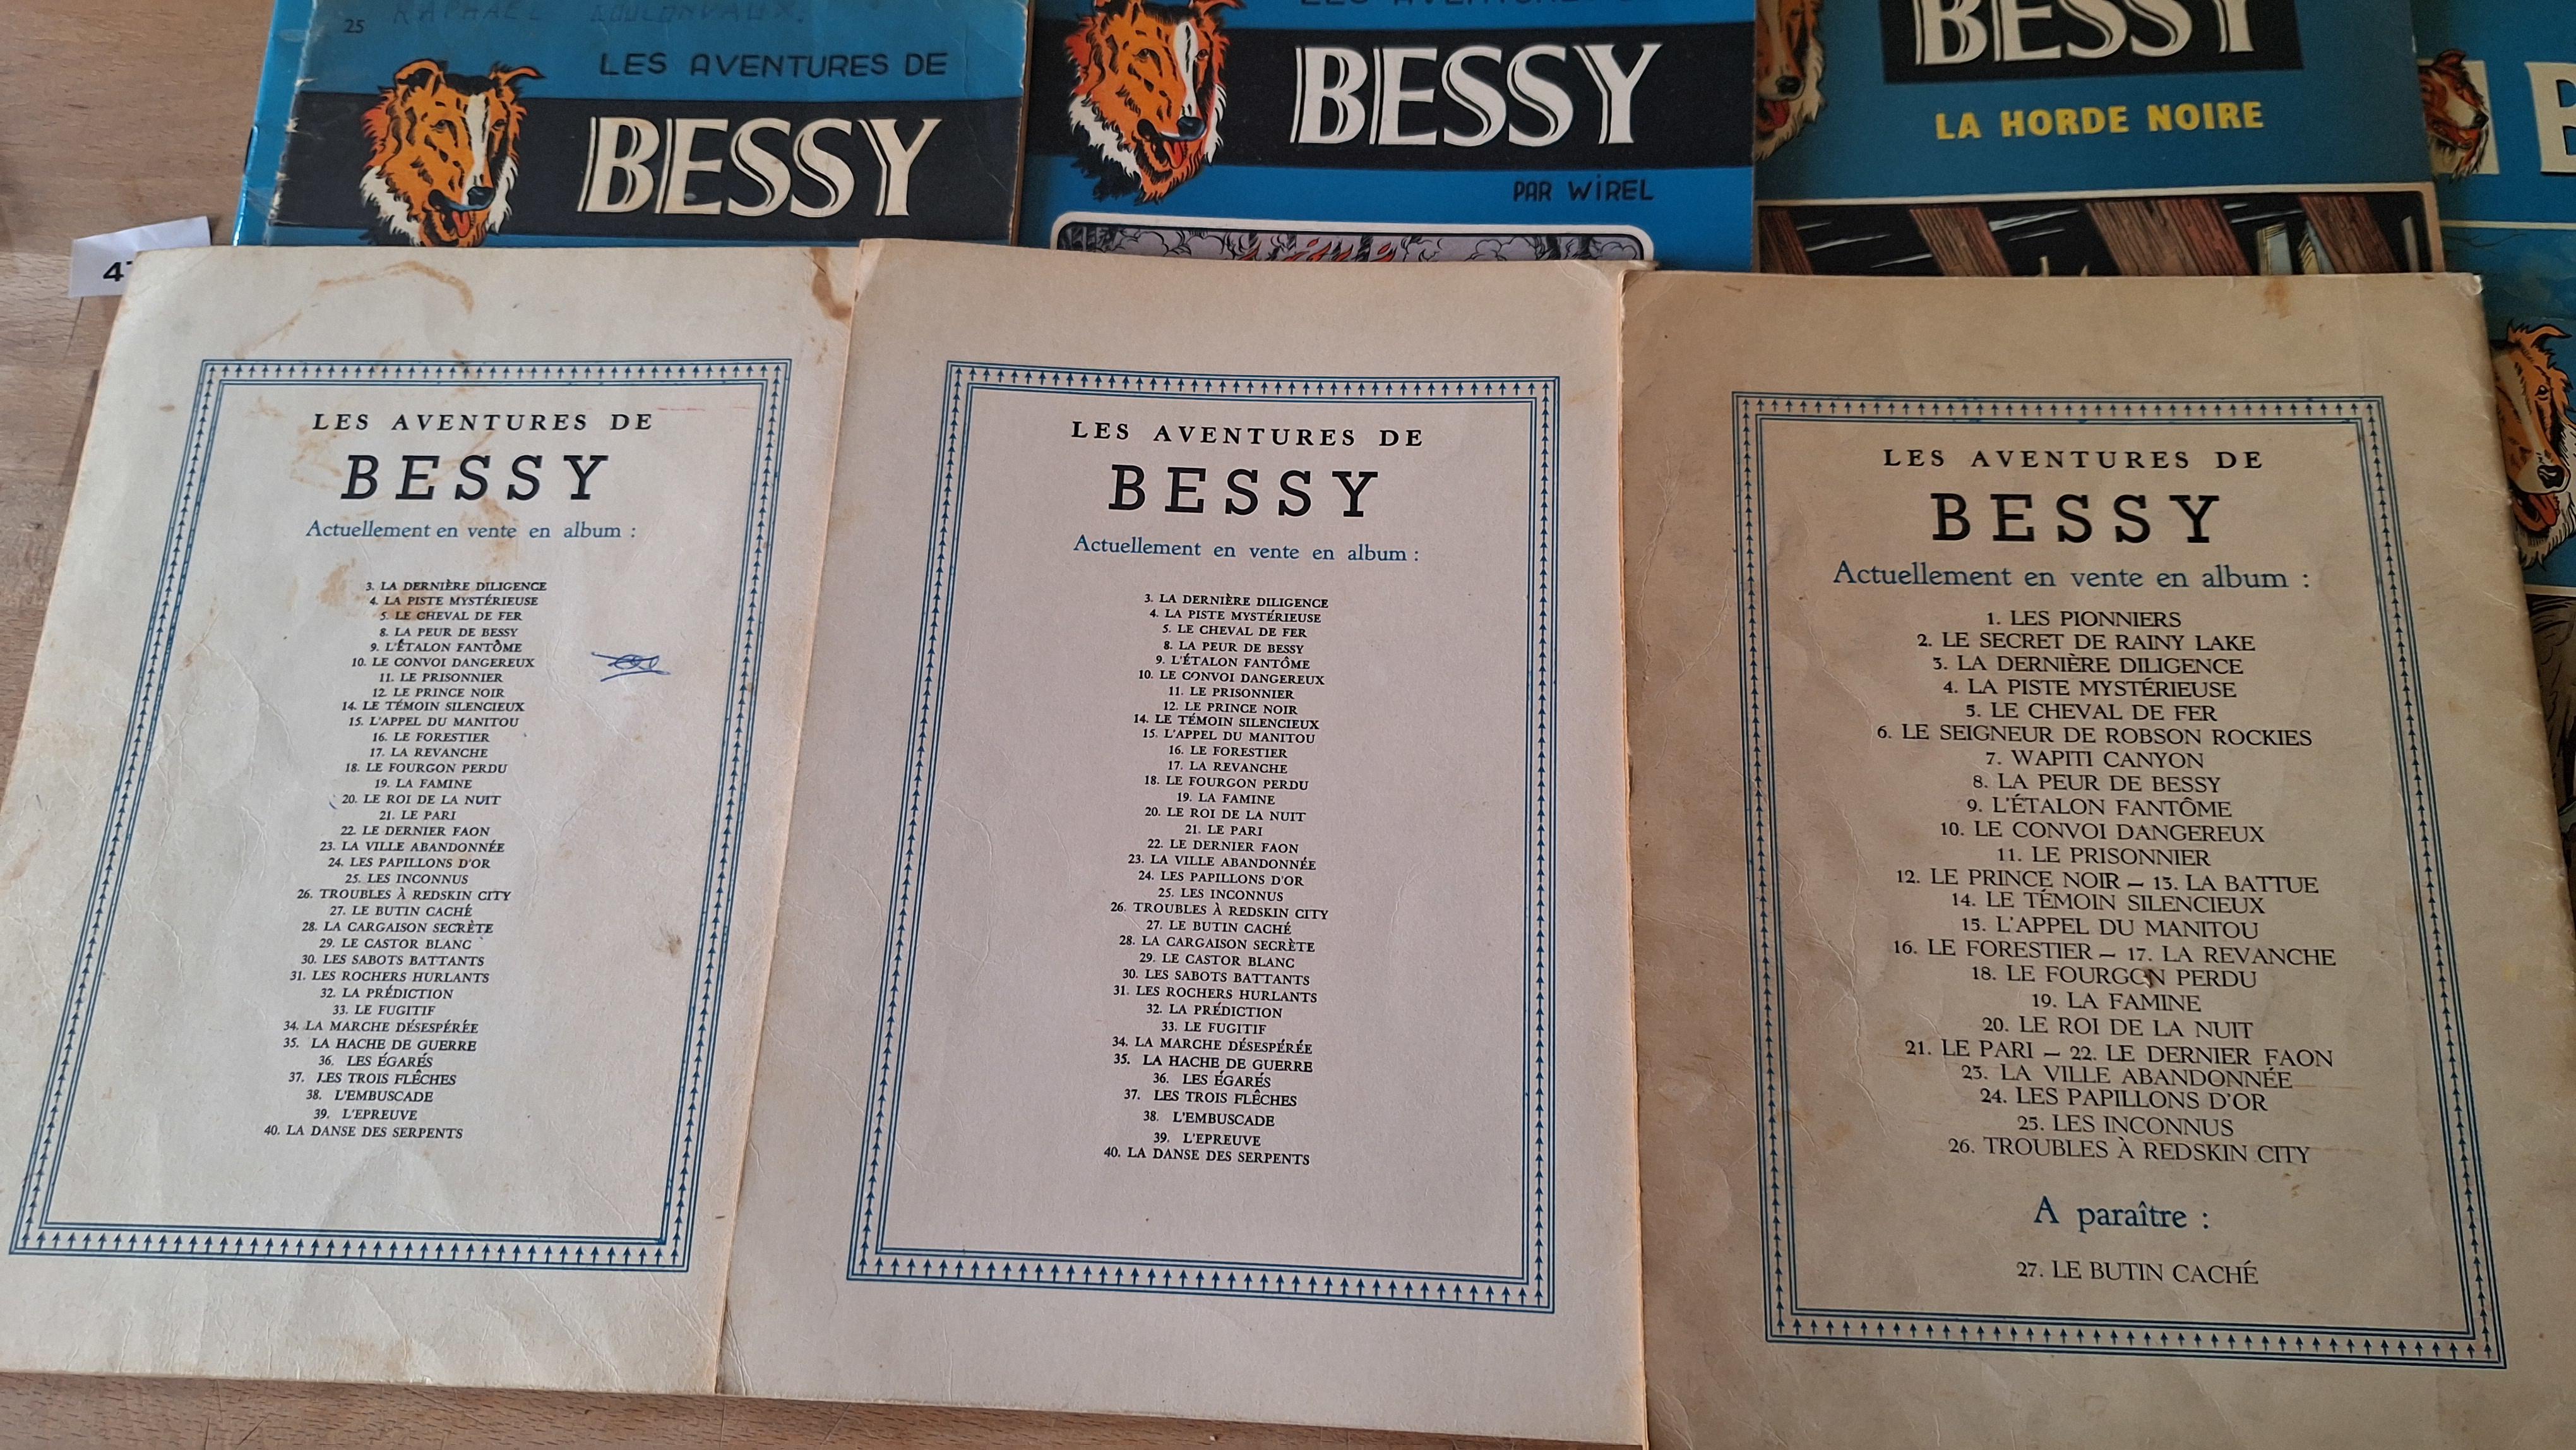 25
LES AVENTURES DE
BESSY
BESSY
PAR WIREL
BESSY
LA HORDE NOIRE
LES AVENTURES DE
BESSY
Actuellement en vente en album :
3. LA DERNIÈRE DILIGENCE
4. LA PISTE MYSTÉRIEUSE
5. LE CHEVAL DE FER
8. LA PEUR DE BESSY
9. L'ÉTALON FANTÔME
10. LE CONVOI DANGEREUX
11. LE PRISONNIER
12. LE PRINCE NOIR
14. LE TÉMOIN SILENCIEUX
15. L'APPEL DU MANITOU
16. LE FORESTIER
17. LA REVANCHE
18. LE FOURGON PERDU
19. LA FAMINE
20. LE ROI DE LA NUIT
21. LE PARI
22. LE DERNIER FAON
23. LA VILLE ABANDONNÉE
24. LES PAPILLONS D'OR
25. LES INCONNUS
26. TROUBLES À REDSKIN CITY
27. LE BUTIN CACHÉ
28. LA CARGAISON SECRÈTE
29. LE CASTOR BLANC
30. LES SABOTS BATTANTS
31. LES ROCHERS HURLANTS
32. LA PRÉDICTION
33. LE FUGITIF
34. LA MARCHE DÉSESPÉRÉE
35. LA HACHE DE GUERRE
36. LES ÉGARÉS
37. LES TROIS FLÊCHES
38. L'EMBUSCADE
39. L'EPREUVE
40. LA DANSE DES SERPENTS
LES AVENTURES DE
BESSY
Actuellement en vente en album :
3. LA DERNIÈRE DILIGENCE
4. LA PISTE MYSTÉRIEUSE
5. LE CHEVAL DE FER
8. LA PEUR DE BESSY
9. L'ÉTALON FANTÔME
10. LE CONVOI DANGEREUX
11. LE PRISONNIER
12. LE PRINCE NOIR
14. LE TÉMOIN SILENCIEUX
15. L'APPEL DU MANITOU
16. LE FORESTIER
17. LA REVANCHE
18. LE FOURGON PERDU
19. LA FAMINE
20. LE ROI DE LA NUIT
21. LE PARI
22. LE DERNIER FAON
23. LA VILLE ABANDONNÉE
24. LES PAPILLONS D'OR
25. LES INCONNUS
26. TROUBLES À REDSKIN CITY
27. LE BUTIN CACHÉ
28. LA CARGAISON SECRÈTE
29. LE CASTOR BLANC
30. LES SABOTS BATTANTS
31. LES ROCHERS HURLANTS
32. LA PRÉDICTION
33. LE FUGITIF
34. LA MARCHE DÉSESPÉRÉE
35. LA HACHE DE GUERRE
36. LES ÉGARÉS
37. LES TROIS FLÊCHES
38. L'EMBUSCADE
39. L'EPREUVE
40. LA DANSE DES SERPENTS
LES AVENTURES DE
BESSY
Actuellement en vente en album :
1. LES PIONNIERS
2. LE SECRET DE RAINY LAKE
3. LA DERNIÈRE DILIGENCE
4. LA PISTE MYSTÉRIEUSE
5. LE CHEVAL DE FER
6. LE SEIGNEUR DE ROBSON ROCKIES
7. WAPITI CANYON
8. LA PEUR DE BESSY
9. L'ÉTALON FANTÔME
10. LE CONVOI DANGEREUX
11. LE PRISONNIER
12. LE PRINCE NOIR – 13. LA BATTUE
14. LE TÉMOIN SILENCIEUX
15. L'APPEL DU MANITOU
16. LE FORESTIER – 17. LA REVANCHE
18. LE FOURGON PERDU
19. LA FAMINE
20. LE ROI DE LA NUIT
21. LE PARI – 22. LE DERNIER FAON
23. LA VILLE ABANDONNÉE
24. LES PAPILLONS D'OR
25. LES INCONNUS
26. TROUBLES À REDSKIN CITY
A paraître :
27. LE BUTIN CACHÉ